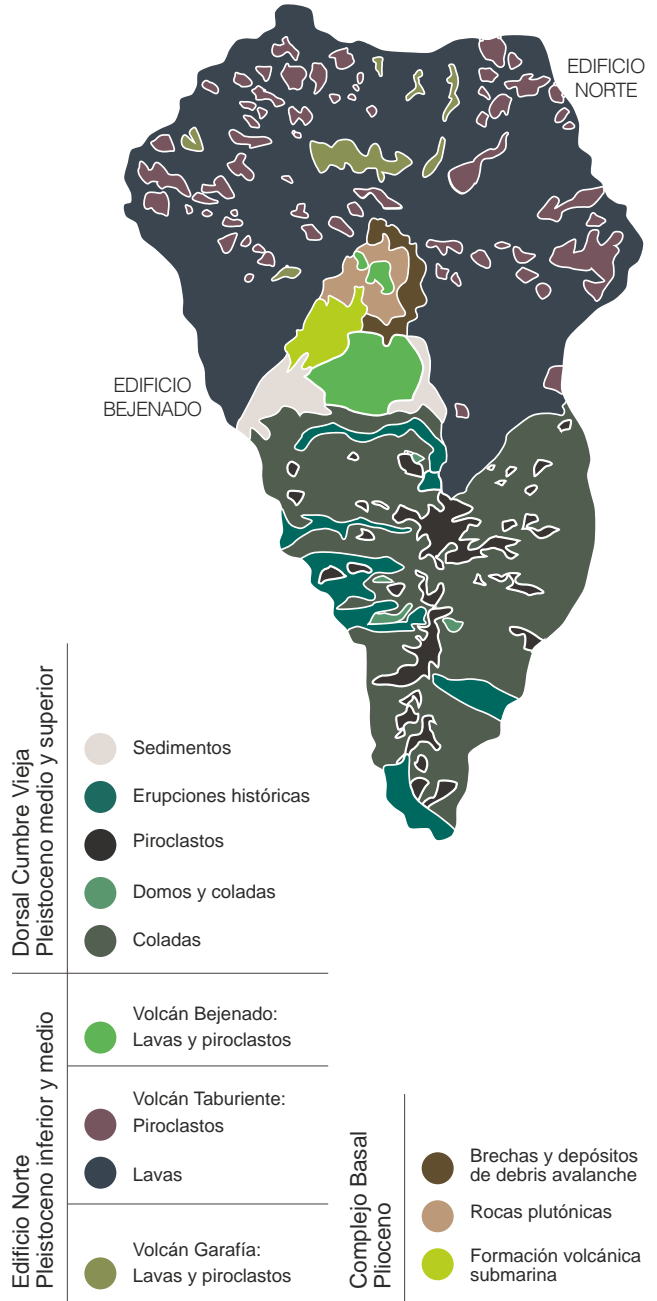 EDIFICIO
NORTE
EDIFICIO
BEJENADO
Dorsal Cumbre Vieja
Pleistoceno medio y superior
Sedimentos
Erupciones históricas
Piroclastos
Domos y coladas
Coladas
Edificio Norte
Pleistoceno inferior y medio
Volcán Bejenado:
Lavas y piroclastos
Volcán Taburiente:
Piroclastos
Lavas
Volcán Garafía:
Lavas y piroclastos
Complejo Basal
Plioceno
Brechas y depósitos
de debris avalanche
Rocas plutónicas
Formación volcánica
submarina